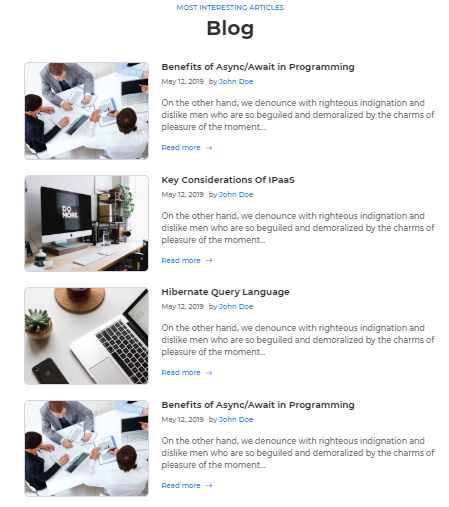 MOST INTERESTING ARTICLES
Blog
Benefits of Async/Await in Programming
May 12, 2019 by John Doe
On the other hand, we denounce with righteous indignation and
dislike men who are so beguiled and demoralized by the charms of
pleasure of the moment...
Read more →
DO
MORE.
Key Considerations Of IPaaS
May 12, 2019 by John Doe
On the other hand, we denounce with righteous indignation and
dislike men who are so beguiled and demoralized by the charms of
pleasure of the moment...
Read more →
Hibernate Query Language
May 12, 2019 by John Doe
On the other hand, we denounce with righteous indignation and
dislike men who are so beguiled and demoralized by the charms of
pleasure of the moment...
Read more →
Benefits of Async/Await in Programming
May 12, 2019 by John Doe
On the other hand, we denounce with righteous indignation and
dislike men who are so beguiled and demoralized by the charms of
pleasure of the moment...
Read more →